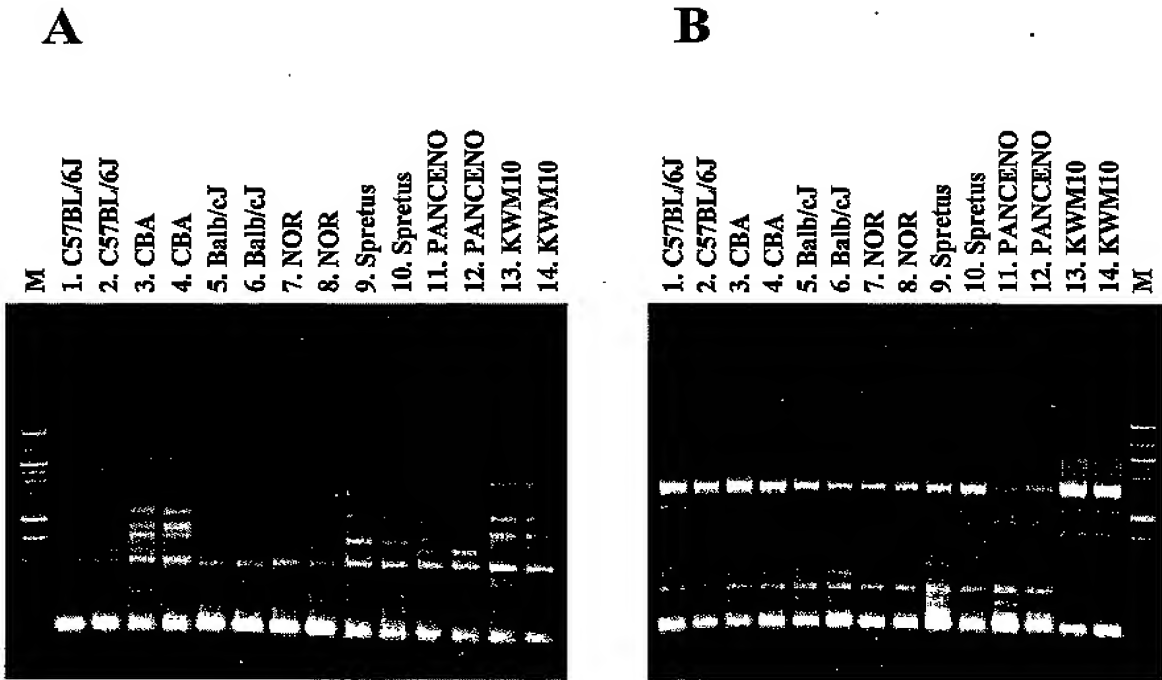 A
M
1. C57BL/6J
2. C57BL/6J
3. CBA
4. CBA
5. Balb/cJ
6. Balb/cJ
7. NOR
8. NOR
9. Spretus
10. Spretus
11. PANCENO
12. PANCENO
13. KWM10
14. KWM10
B
1. C57BL/6J
2. C57BL/6J
3. CBA
4. CBA
5. Balb/cJ
6. Balb/cJ
7. NOR
8. NOR
9. Spretus
10. Spretus
11. PANCENO
12. PANCENO
13. KWM10
14. KWM10
M